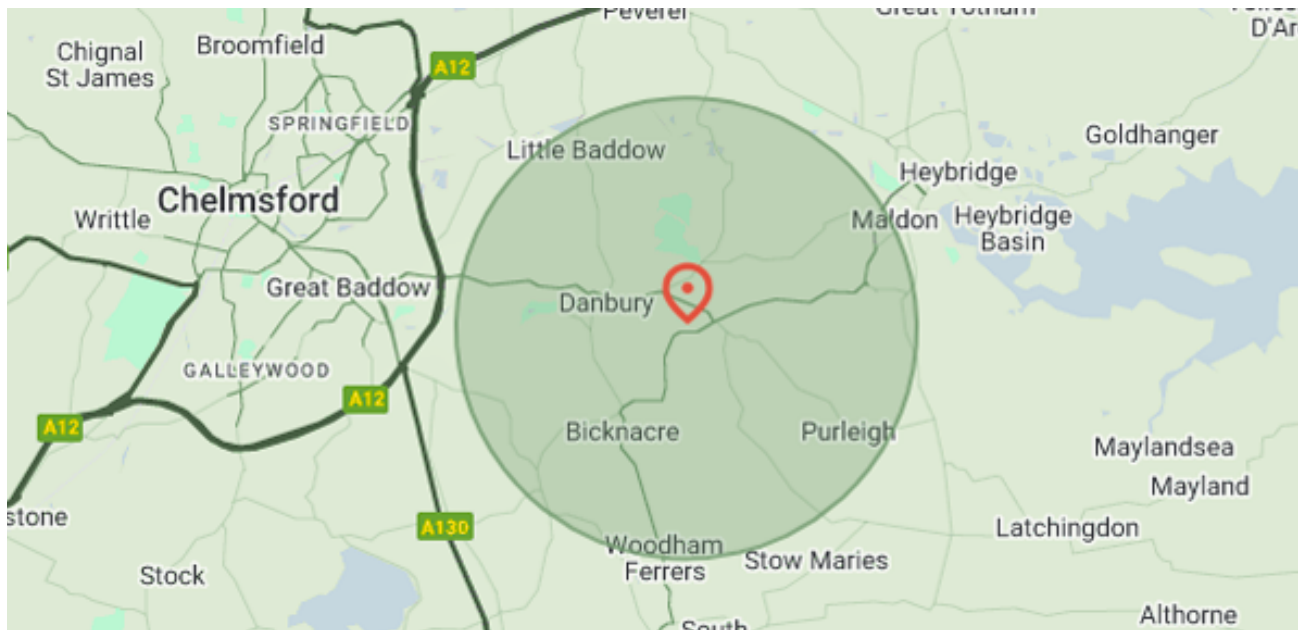 Peverel
Great Totham
D'Ar
Chignal
St James
Broomfield
A12
SPRINGFIELD
Little Baddow
Goldhanger
Heybridge
Chelmsford
Writtle
Maldon
Heybridge
Basin
Great Baddow
Danbury
GALLEYWOOD
A12
A12
Bicknacre
Purleigh
Maylandsea
Mayland
stone
A130
Latchingdon
Woodham
Ferrers
Stow Maries
Stock
Althorne
South